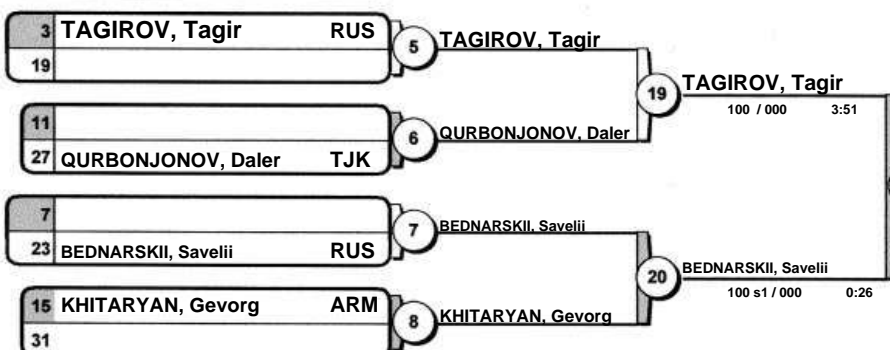 3 TAGIROV, Tagir RUS
19
5 TAGIROV, Tagir
11
27 QURBONJONOV, Daler TJK
6 QURBONJONOV, Daler
19 TAGIROV, Tagir
100 / 000 3:51
7
23 BEDNARSKII, Savelii RUS
7 BEDNARSKII, Savelii
15 KHITARYAN, Gevorg ARM
31
8 KHITARYAN, Gevorg
20 BEDNARSKII, Savelii
100 s1 / 000 0:26